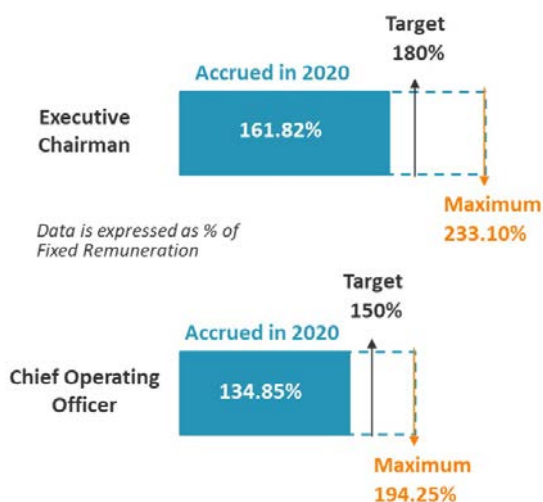 Target
180%
Accrued in 2020
Executive
Chairman
161.82%
Maximum
233.10%
Data is expressed as % of
Fixed Remuneration
Target
150%
Accrued in 2020
Chief Operating
Officer
134.85%
Maximum
194.25%